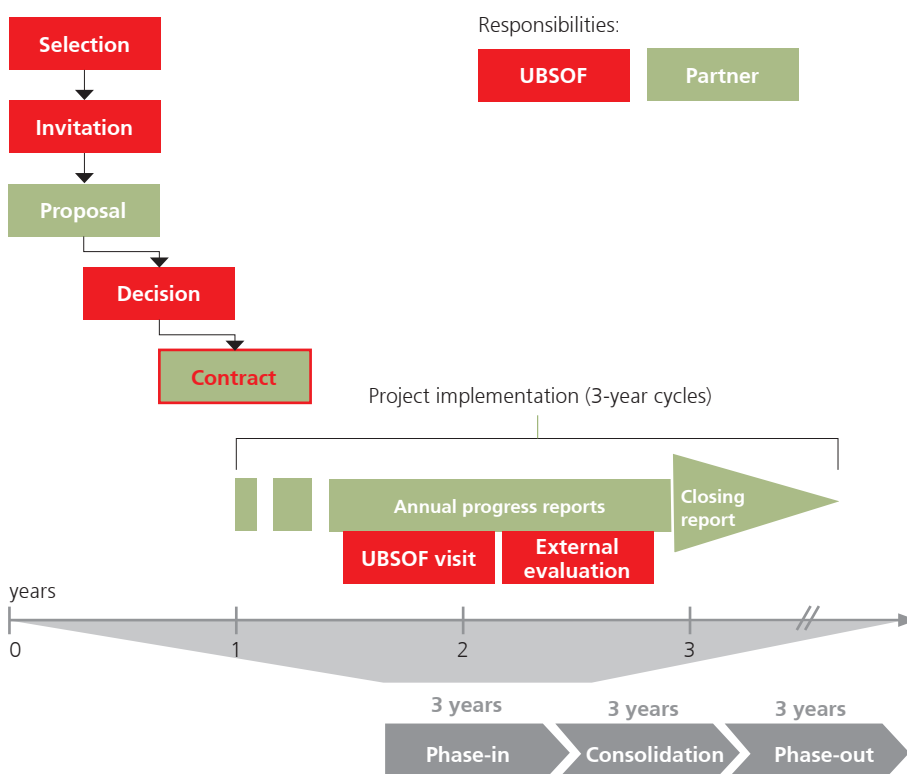 Selection
Responsibilities:
UBSOF
Partner
Invitation
Proposal
Decision
Contract
Project implementation (3-year cycles)
Annual progress reports
Closing
report
UBSOF visit
External
evaluation
years
0
1
2
3
3 years
3 years
3 years
Phase-in
Consolidation
Phase-out